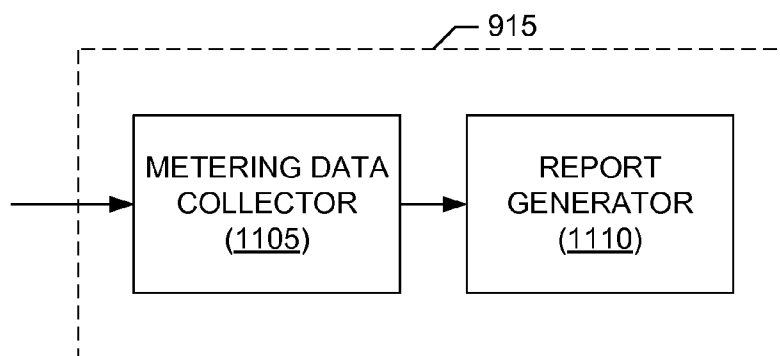 915
METERING DATA
COLLECTOR
(1105)
REPORT
GENERATOR
(1110)